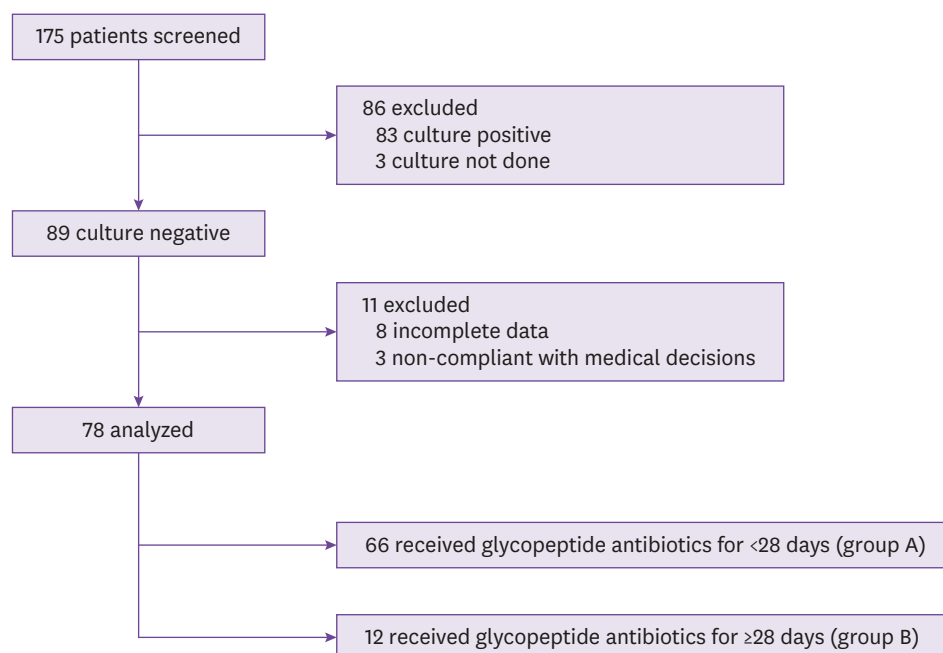 175 patients screened
86 excluded
83 culture positive
3 culture not done
89 culture negative
11 excluded
8 incomplete data
3 non-compliant with medical decisions
78 analyzed
66 received glycopeptide antibiotics for <28 days (group A)
12 received glycopeptide antibiotics for ≥28 days (group B)